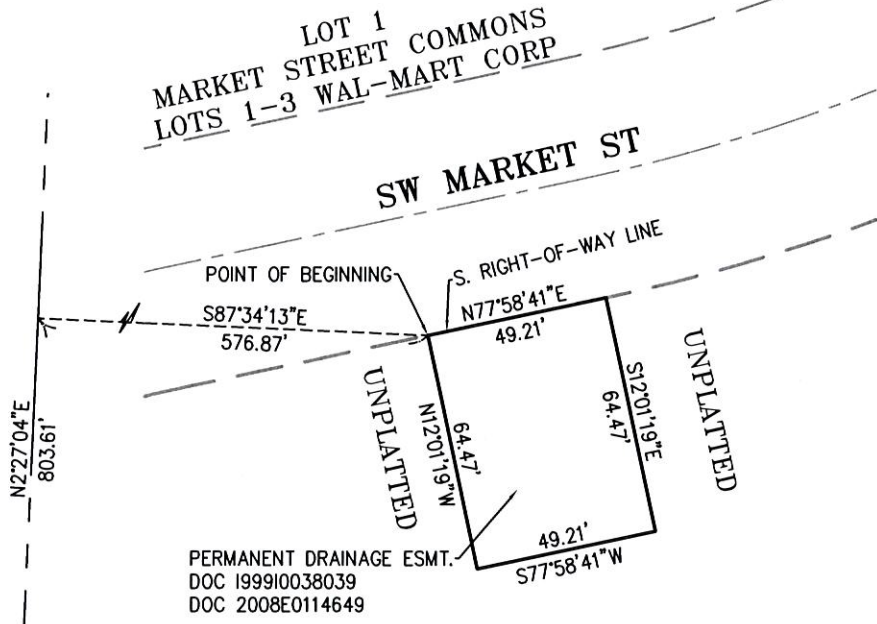 LOT 1
MARKET STREET COMMONS
LOTS 1-3 WAL-MART CORP
SW MARKET ST
POINT OF BEGINNING
S. RIGHT-OF-WAY LINE
N77°58'41"E
49.21'
S87°34'13"E
576.87'
N2°27'04"E
803.61'
UNPLATTED
N12°01'19"W
64.47'
S12°01'19"E
64.47'
UNPLATTED
49.21'
S77°58'41"W
PERMANENT DRAINAGE ESMT.
DOC I99910038039
DOC 2008E0114649